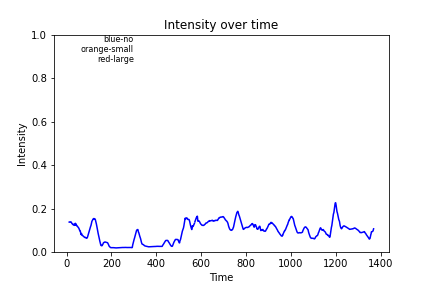 Intensity over time
1.0
blue-no
orange-small
red-large
0.8
0.6
0.4
0.2
0.0
Intensity
0 200 400 600 800 1000 1200 1400
Time